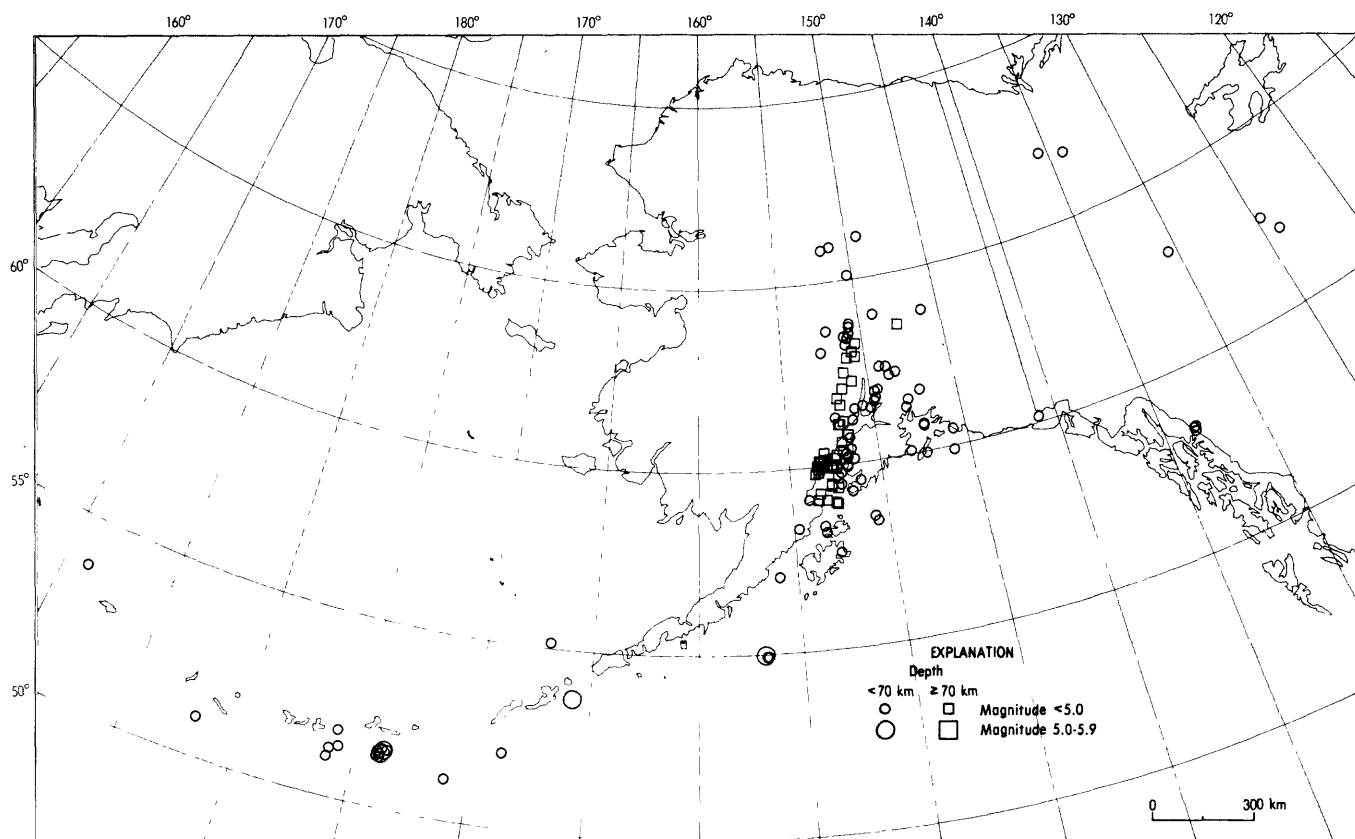 160° 170° 180° 170° 160° 150° 140° 130° 120°
60°
55°
50°
EXPLANATION
Depth
<70 km ≥70 km
Magnitude <5.0
Magnitude 5.0-5.9
0 300 km